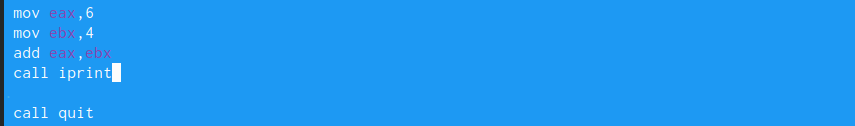 mov eax,6
mov ebx,4
add eax,ebx
call iprint
call quit